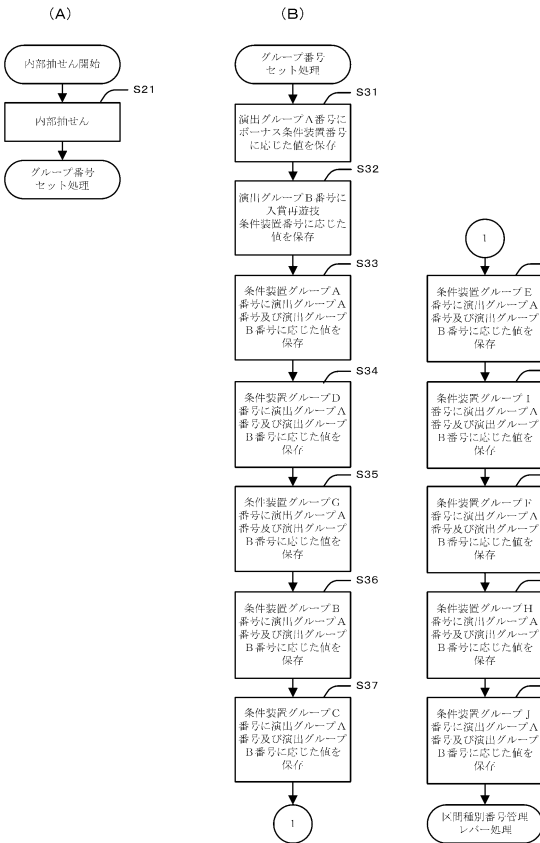 (A)
内部抽せん開始
S21
内部抽せん
グループ番号
セット処理
(B)
グループ番号
セット処理
S31
演出グループA番号に
ボーナス条件装置番号
に応じた値を保存
S32
演出グループB番号に
入賞再遊技
条件装置番号に応じた
値を保存
S33
条件装置グループA
番号に演出グループA
番号及び演出グループ
B番号に応じた値を
保存
S34
条件装置グループD
番号に演出グループA
番号及び演出グループ
B番号に応じた値を
保存
S35
条件装置グループG
番号に演出グループA
番号及び演出グループ
B番号に応じた値を
保存
S36
条件装置グループB
番号に演出グループA
番号及び演出グループ
B番号に応じた値を
保存
S37
条件装置グループC
番号に演出グループA
番号及び演出グループ
B番号に応じた値を
保存
1
1
条件装置グループE
番号に演出グループA
番号及び演出グループ
B番号に応じた値を
保存
条件装置グループI
番号に演出グループA
番号及び演出グループ
B番号に応じた値を
保存
条件装置グループF
番号に演出グループA
番号及び演出グループ
B番号に応じた値を
保存
条件装置グループH
番号に演出グループA
番号及び演出グループ
B番号に応じた値を
保存
条件装置グループJ
番号に演出グループA
番号及び演出グループ
B番号に応じた値を
保存
区間種別番号管理
レバー処理